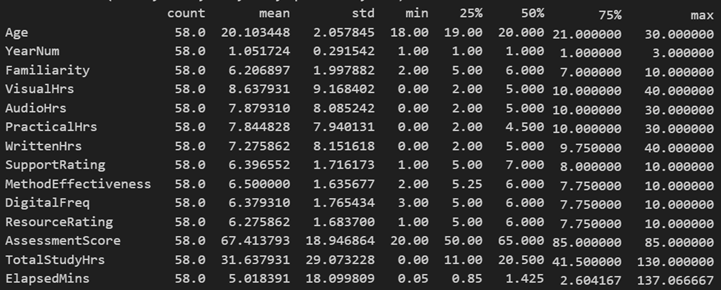 count mean std min 25% 50% 75% max
Age 58.0 20.103448 2.057845 18.00 19.00 20.000 21.000000 30.000000
YearNum 58.0 1.051724 0.291542 1.00 1.00 1.000 1.000000 3.000000
Familiarity 58.0 6.206897 1.997882 2.00 5.00 6.000 7.000000 10.000000
VisualHrs 58.0 8.637931 9.168402 0.00 2.00 5.000 10.000000 40.000000
AudioHrs 58.0 7.879310 8.085242 0.00 2.00 5.000 10.000000 30.000000
PracticalHrs 58.0 7.844828 7.940131 0.00 2.00 4.500 10.000000 30.000000
WrittenHrs 58.0 7.275862 8.151618 0.00 2.00 5.000 9.750000 40.000000
SupportRating 58.0 6.396552 1.716173 1.00 5.00 7.000 8.000000 10.000000
MethodEffectiveness 58.0 6.500000 1.635677 2.00 5.25 6.000 7.750000 10.000000
DigitalFreq 58.0 6.379310 1.765434 3.00 5.00 6.000 7.750000 10.000000
ResourceRating 58.0 6.275862 1.683700 1.00 5.00 6.000 7.750000 10.000000
AssessmentScore 58.0 67.413793 18.946864 20.00 50.00 65.000 85.000000 85.000000
TotalStudyHrs 58.0 31.637931 29.073228 0.00 11.00 20.500 41.500000 130.000000
ElapsedMins 58.0 5.018391 18.099809 0.05 0.85 1.425 2.604167 137.066667